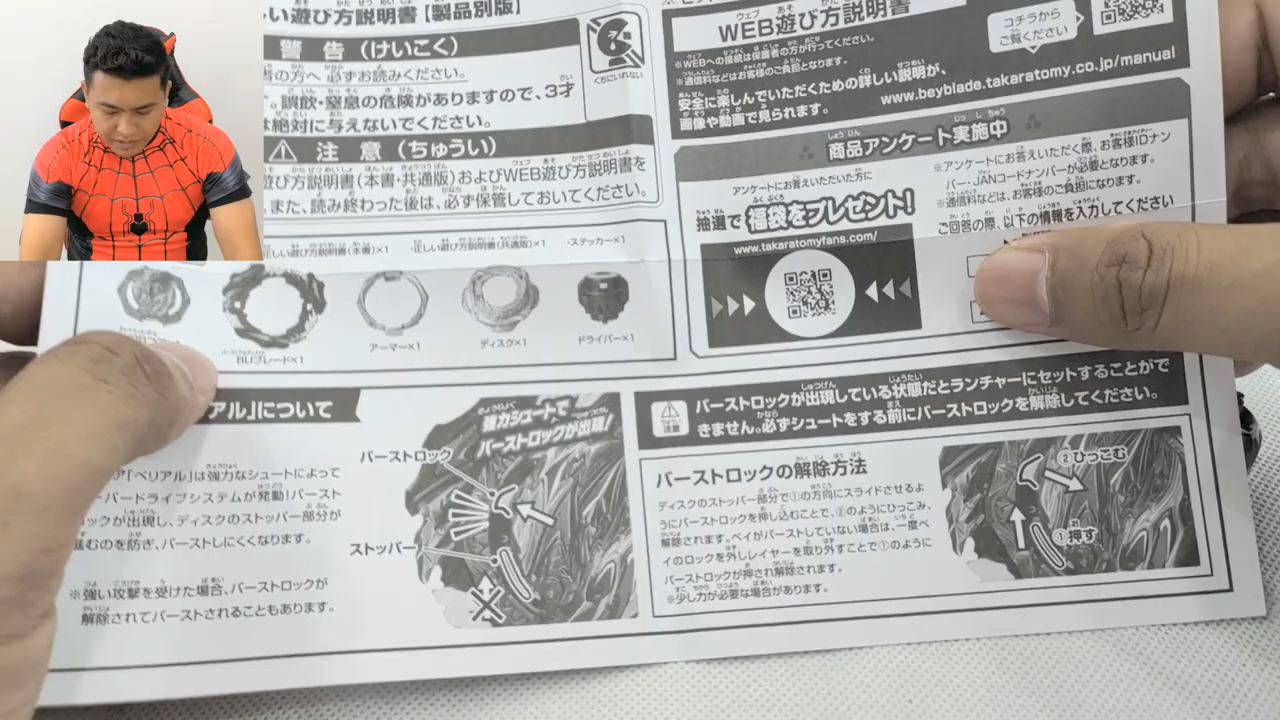 い遊び方説明書【製品別版】
警告（けいこく）
の方へ 必ずお読みください。
。誤飲・窒息の危険がありますので、3才
絶対に与えないでください。
くちにいれない
注意（ちゅうい）
遊び方説明書（本書・共通版）およびWEB遊び方説明書を
また、読み終わった後は、必ず保管しておいてください。
正しい遊び方説明書（本書）×1 ・正しい遊び方説明書（共通版）×1 ・ステッカー×1
BUブレード×1
アーマー×1
ディスク×1
ドライバー×1
WEB遊び方説明書
※WEBへの接続は保護者の方が行ってください。
※通信料などはお客様のご負担となります。
コチラから
ご覧ください
安全に楽しんでいただくための詳しい説明が、
画像や動画で見られます。
www.beyblade.takaratomy.co.jp/manual
商品アンケート実施中
アンケートにお答えいただいた方に
抽選で福袋をプレゼント!
www.takaratomyfans.com/
※アンケートにお答えいただく際、お客様IDナン
バー・JANコードナンバーが必要となります。
※通信料などは、お客様のご負担になります。
ご回答の際、以下の情報を入力してください
アル」について
ア「ベリアル」は強力なシュートによって
ードライブシステムが発動!バースト
ックが出現し、ディスクのストッパー部分が
進むのを防ぎ、バーストしにくくなります。
※強い攻撃を受けた場合、バーストロックが
解除されてバーストされることもあります。
強力シュートで
バーストロックが出現!
バーストロック
ストッパー
注意
バーストロックが出現している状態だとランチャーにセットすることがで
きません。必ずシュートをする前にバーストロックを解除してください。
バーストロックの解除方法
ディスクのストッパー部分で①の方向にスライドさせるよ
うにバーストロックを押し込むことで、②のようにひっこみ、
解除されます。ベイがバーストしていない場合は、一度ベ
イのロックを外しレイヤーを取り外すことで①のように
バーストロックが押され解除されます。
※少し力が必要な場合があります。
②ひっこむ
①押す